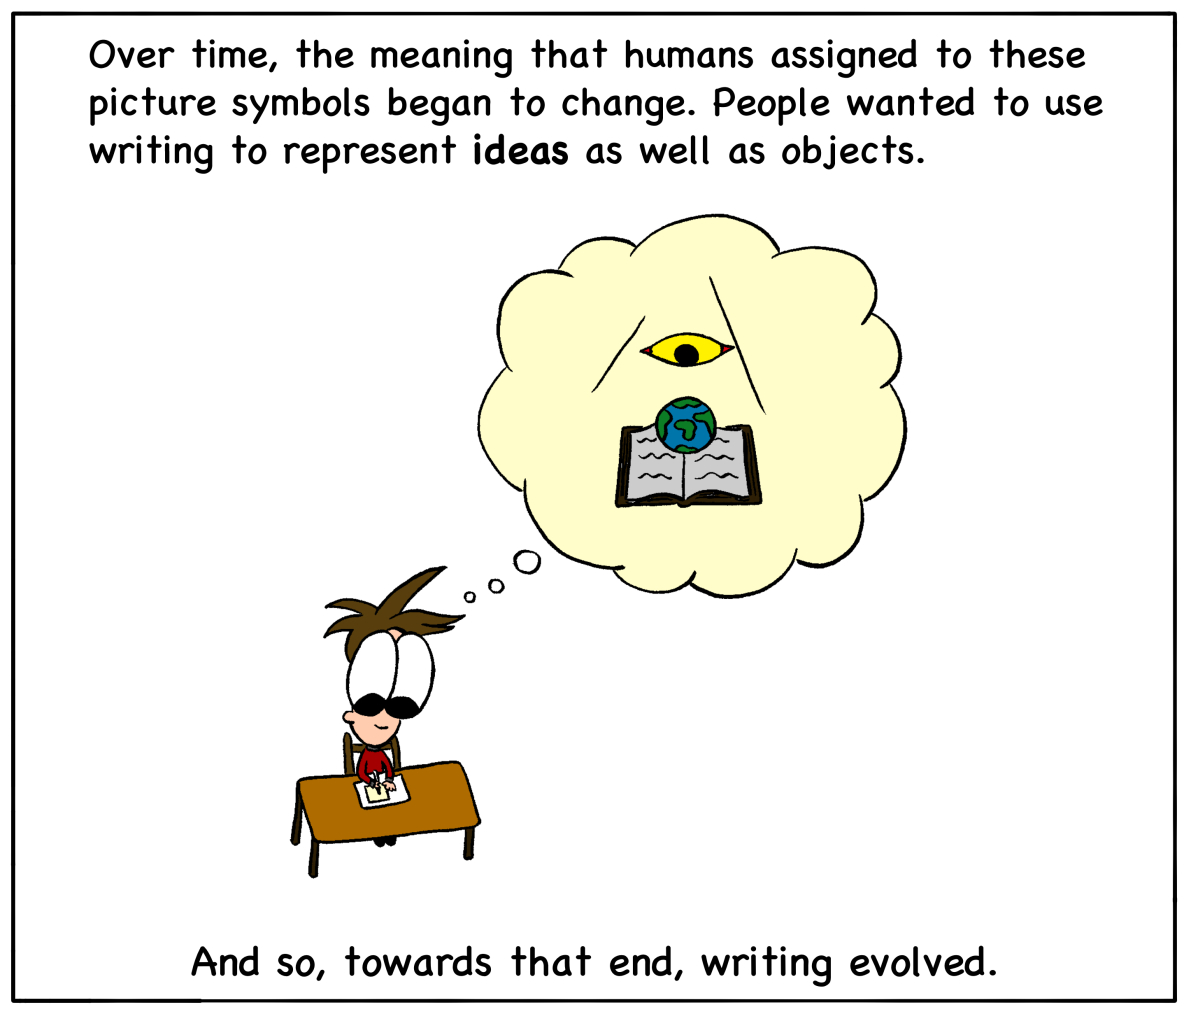 Over time, the meaning that humans assigned to these
picture symbols began to change. People wanted to use
writing to represent ideas as well as objects.
And so, towards that end, writing evolved.